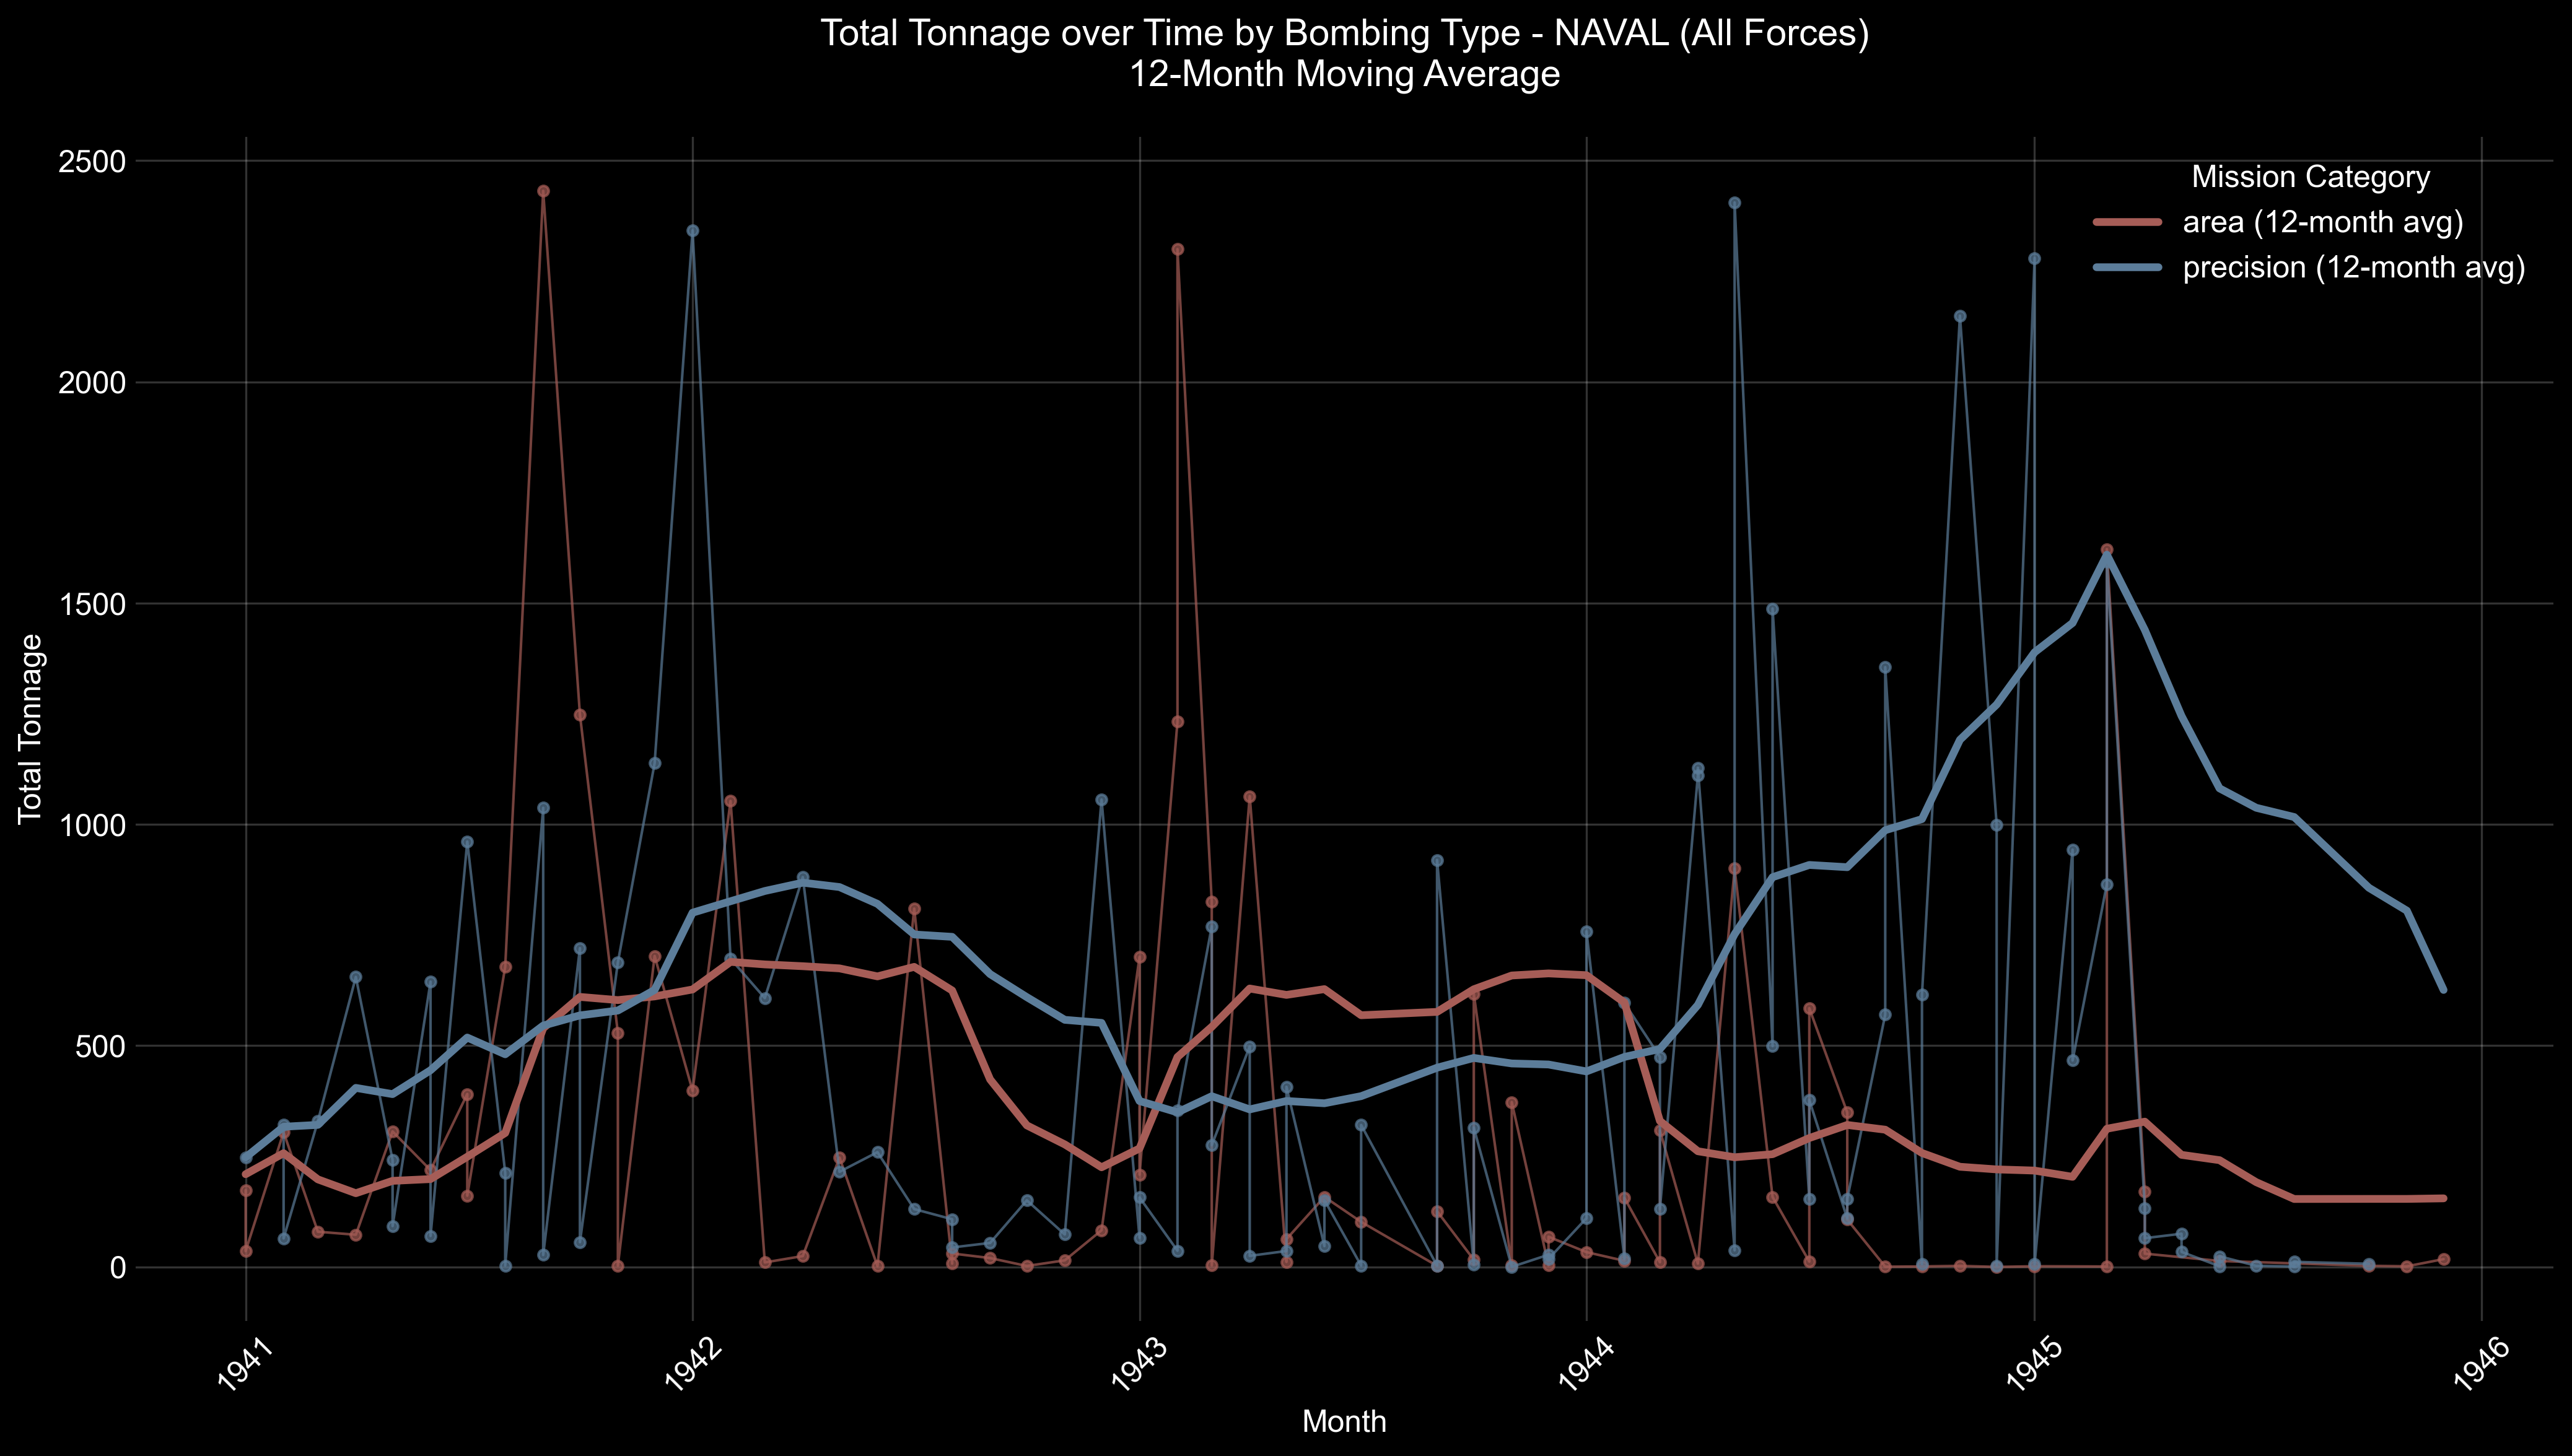 Total Tonnage over Time by Bombing Type - NAVAL (All Forces)
12-Month Moving Average
Mission Category
area (12-month avg)
precision (12-month avg)
Total Tonnage
2500
2000
1500
1000
500
0
1941
1942
1943
1944
1945
1946
Month